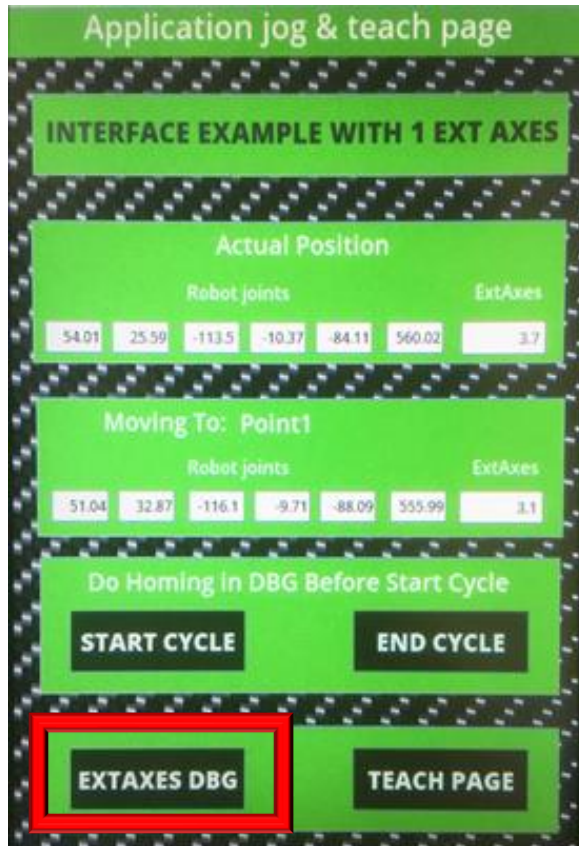 Application jog & teach page
INTERFACE EXAMPLE WITH 1 EXT AXES
Actual Position
Robot joints ExtAxes
54.01 25.59 -113.5 -10.37 -84.11 560.02 3.7
Moving To: Point1
Robot joints ExtAxes
51.04 32.87 -116.1 -9.71 -88.09 555.99 3.1
Do Homing in DBG Before Start Cycle
START CYCLE END CYCLE
EXTAXES DBG TEACH PAGE